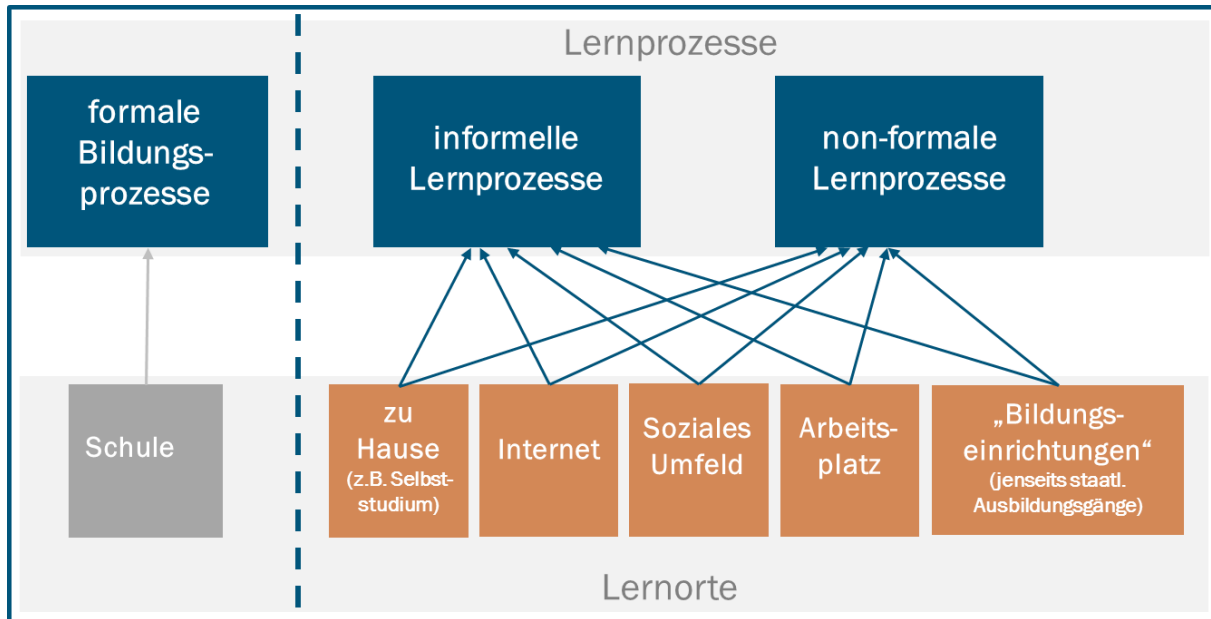 Lernprozesse
formale
Bildungs-
prozesse
informelle
Lernprozesse
non-formale
Lernprozesse
Schule
zu
Hause
(z.B. Selbst-
studium)
Internet
Soziales
Umfeld
Arbeits-
platz
„Bildungs-
einrichtungen“
(jenseits staatl.
Ausbildungsgänge)
Lernorte